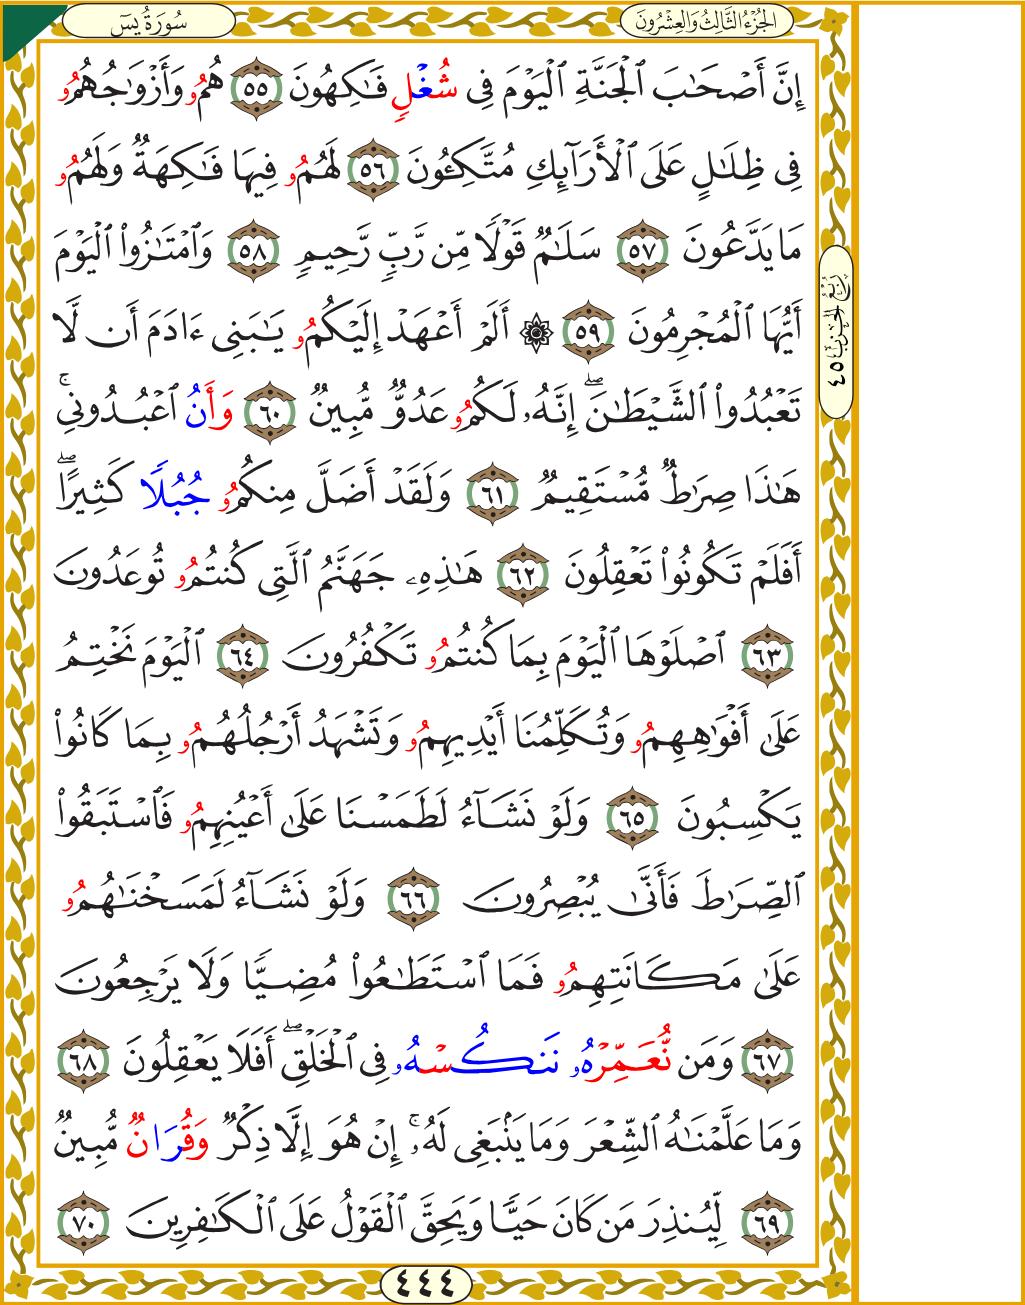 سُورَةُ يسٓ
الجُزْءُ الثَّالِثُ وَالعِشْرُونَ
إِنَّ أَصْحَٰبَ ٱلْجَنَّةِ ٱلْيَوْمَ فِى شُغْلٍ فَٰكِهُونَ ٥٥ هُمُۥ وَأَزْوَٰجُهُمُۥ
فِى ظِلَٰلٍ عَلَى ٱلْأَرَآئِكِ مُتَّكِـُٔونَ ٥٦ لَهُمُۥ فِيهَا فَٰكِهَةٌ وَلَهُمُۥ
مَا يَدَّعُونَ ٥٧ سَلَٰمٌ قَوْلًا مِّن رَّبٍّ رَّحِيمٍ ٥٨ وَٱمْتَٰزُوا۟ ٱلْيَوْمَ
أَيُّهَا ٱلْمُجْرِمُونَ ٥٩ ۞ أَلَمْ أَعْهَدْ إِلَيْكُمُۥ يَٰبَنِى ءَادَمَ أَن لَّا
تَعْبُدُوا۟ ٱلشَّيْطَٰنَۖ إِنَّهُۥ لَكُمُۥ عَدُوٌّ مُّبِينٌ ٦٠ وَأَنُ ٱعْبُدُونِىۚ
هَٰذَا صِرَٰطٌ مُّسْتَقِيمٌ ٦١ وَلَقَدْ أَضَلَّ مِنكُمُۥ جُبُلًا كَثِيرًاۖ
أَفَلَمْ تَكُونُوا۟ تَعْقِلُونَ ٦٢ هَٰذِهِۦ جَهَنَّمُ ٱلَّتِى كُنتُمُۥ تُوعَدُونَ
٦٣ ٱصْلَوْهَا ٱلْيَوْمَ بِمَا كُنتُمُۥ تَكْفُرُونَ ٦٤ ٱلْيَوْمَ نَخْتِمُ
عَلَىٰ أَفْوَٰهِهِمُۥ وَتُكَلِّمُنَا أَيْدِيهِمُۥ وَتَشْهَدُ أَرْجُلُهُمُۥ بِمَا كَانُوا۟
يَكْسِبُونَ ٦٥ وَلَوْ نَشَآءُ لَطَمَسْنَا عَلَىٰ أَعْيُنِهِمُۥ فَٱسْتَبَقُوا۟
ٱلصِّرَٰطَ فَأَنَّىٰ يُبْصِرُونَ ٦٦ وَلَوْ نَشَآءُ لَمَسَخْنَٰهُمُۥ
عَلَىٰ مَكَانَتِهِمُۥ فَمَا ٱسْتَطَٰعُوا۟ مُضِيًّا وَلَا يَرْجِعُونَ
٦٧ وَمَن نُّعَمِّرْهُۥ نَنكُسْهُۥ فِى ٱلْخَلْقِۖ أَفَلَا يَعْقِلُونَ ٦٨
وَمَا عَلَّمْنَٰهُ ٱلشِّعْرَ وَمَا يَنۢبَغِى لَهُۥۚ إِنْ هُوَ إِلَّا ذِكْرٌ وَقُرَانٌ مُّبِينٌ
٦٩ لِّيُنذِرَ مَن كَانَ حَيًّا وَيَحِقَّ ٱلْقَوْلُ عَلَى ٱلْكَٰفِرِينَ ٧٠
رُبْعُ الحِزْب ٤٥
٤٤٤